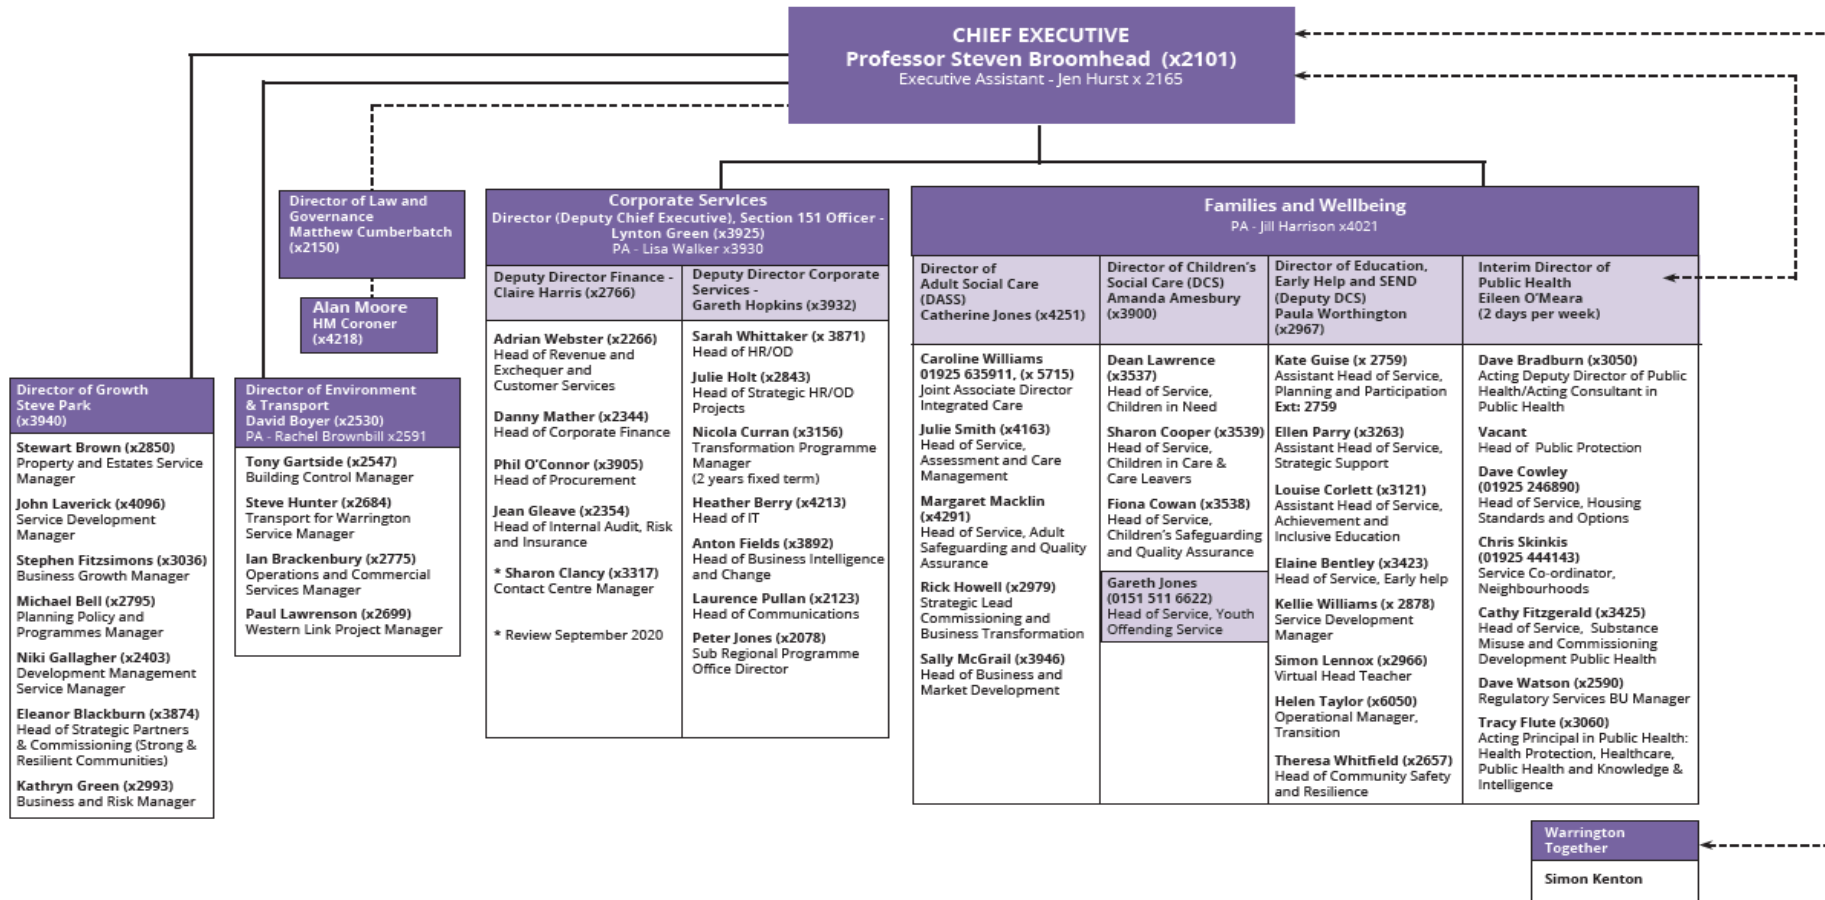 CHIEF EXECUTIVE
Professor Steven Broomhead  (x2101)
Executive Assistant - Jen Hurst x 2165
Director of Law and
Governance
Matthew Cumberbatch
(x2150)
Alan Moore
HM Coroner
(x4218)
Director of Growth
Steve Park
(x3940)
Stewart Brown (x2850)
Property and Estates Service
Manager
John Laverick (x4096)
Service Development
Manager
Stephen Fitzsimons (x3036)
Business Growth Manager
Michael Bell (x2795)
Planning Policy and
Programmes Manager
Niki Gallagher (x2403)
Development Management
Service Manager
Eleanor Blackburn (x3874)
Head of Strategic Partners
& Commissioning (Strong &
Resilient Communities)
Kathryn Green (x2993)
Business and Risk Manager
Director of Environment
& Transport
David Boyer (x2530)
PA - Rachel Brownbill x2591
Tony Gartside (x2547)
Building Control Manager
Steve Hunter (x2684)
Transport for Warrington
Service Manager
Ian Brackenbury (x2775)
Operations and Commercial
Services Manager
Paul Lawrenson (x2699)
Western Link Project Manager
Corporate Services
Director (Deputy Chief Executive), Section 151 Officer -
Lynton Green (x3925)
PA - Lisa Walker x3930
Deputy Director Finance -
Claire Harris (x2766)
Adrian Webster (x2266)
Head of Revenue and
Exchequer and
Customer Services
Danny Mather (x2344)
Head of Corporate Finance
Phil O'Connor (x3905)
Head of Procurement
Jean Gleave (x2354)
Head of Internal Audit, Risk
and Insurance
* Sharon Clancy (x3317)
Contact Centre Manager
* Review September 2020
Deputy Director Corporate
Services -
Gareth Hopkins (x3932)
Sarah Whittaker (x 3871)
Head of HR/OD
Julie Holt (x2843)
Head of Strategic HR/OD
Projects
Nicola Curran (x3156)
Transformation Programme
Manager
(2 years fixed term)
Heather Berry (x4213)
Head of IT
Anton Fields (x3892)
Head of Business Intelligence
and Change
Laurence Pullan (x2123)
Head of Communications
Peter Jones (x2078)
Sub Regional Programme
Office Director
Families and Wellbeing
PA - Jill Harrison x4021
Director of
Adult Social Care
(DASS)
Catherine Jones (x4251)
Caroline Williams
01925 635911, (x 5715)
Joint Associate Director
Integrated Care
Julie Smith (x4163)
Head of Service,
Assessment and Care
Management
Margaret Macklin
(x4291)
Head of Service, Adult
Safeguarding and Quality
Assurance
Rick Howell (x2979)
Strategic Lead
Commissioning and
Business Transformation
Sally McGrail (x3946)
Head of Business and
Market Development
Director of Children's
Social Care (DCS)
Amanda Amesbury
(x3900)
Dean Lawrence
(x3537)
Head of Service,
Children in Need
Sharon Cooper (x3539)
Head of Service,
Children in Care &
Care Leavers
Fiona Cowan (x3538)
Head of Service,
Children's Safeguarding
and Quality Assurance
Gareth Jones
(0151 511 6622)
Head of Service, Youth
Offending Service
Director of Education,
Early Help and SEND
(Deputy DCS)
Paula Worthington
(x2967)
Kate Guise (x 2759)
Assistant Head of Service,
Planning and Participation
Ext: 2759
Ellen Parry (x3263)
Assistant Head of Service,
Strategic Support
Louise Corlett (x3121)
Assistant Head of Service,
Achievement and
Inclusive Education
Elaine Bentley (x3423)
Head of Service, Early help
Kellie Williams (x 2878)
Service Development
Manager
Simon Lennox (x2966)
Virtual Head Teacher
Helen Taylor (x6050)
Operational Manager,
Transition
Theresa Whitfield (x2657)
Head of Community Safety
and Resilience
Interim Director of
Public Health
Eileen O'Meara
(2 days per week)
Dave Bradburn (x3050)
Acting Deputy Director of Public
Health/Acting Consultant in
Public Health
Vacant
Head of  Public Protection
Dave Cowley
(01925 246890)
Head of Service, Housing
Standards and Options
Chris Skinkis
(01925 444143)
Service Co-ordinator,
Neighbourhoods
Cathy Fitzgerald (x3425)
Head of Service,  Substance
Misuse and Commissioning
Development Public Health
Dave Watson (x2590)
Regulatory Services BU Manager
Tracy Flute (x3060)
Acting Principal in Public Health:
Health Protection, Healthcare,
Public Health and Knowledge &
Intelligence
Warrington
Together
Simon Kenton